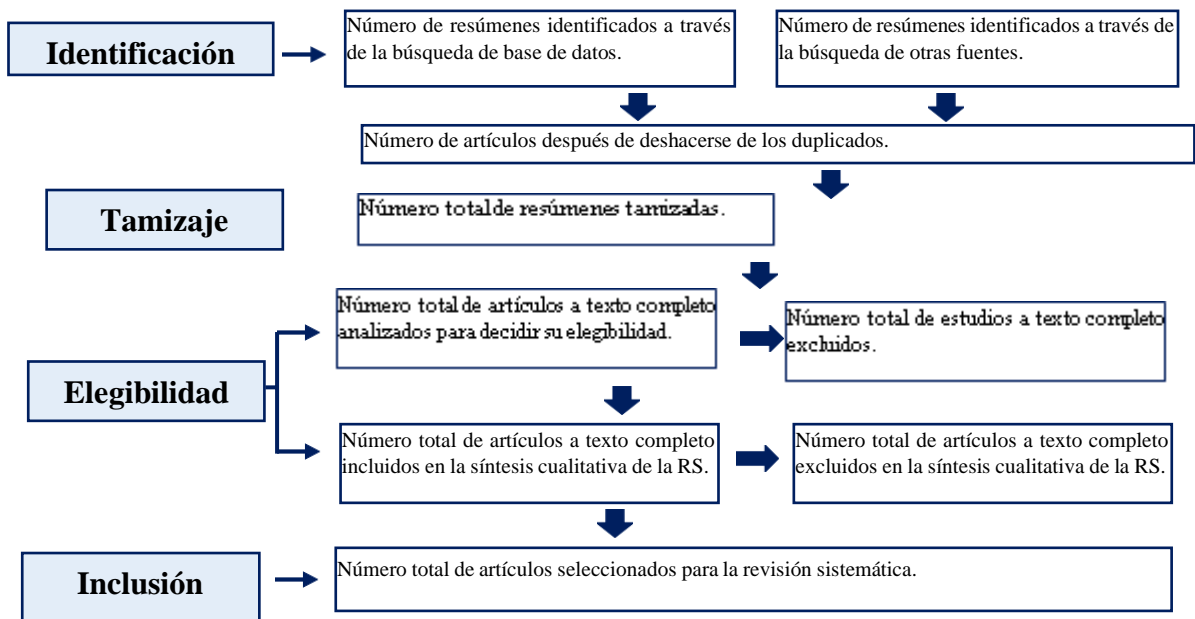 Identificación
Número de resúmenes identificados a través
de la búsqueda de base de datos.
Número de resúmenes identificados a través de
la búsqueda de otras fuentes.
Número de artículos después de deshacerse de los duplicados.
Tamizaje
Número total de resúmenes tamizadas.
Número total de artículos a texto completo
analizados para decidir su elegibilidad.
Número total de estudios a texto completo
excluidos.
Elegibilidad
Número total de artículos a texto completo
incluidos en la síntesis cualitativa de la RS.
Número total de artículos a texto completo
excluidos en la síntesis cualitativa de la RS.
Inclusión
Número total de artículos seleccionados para la revisión sistemática.